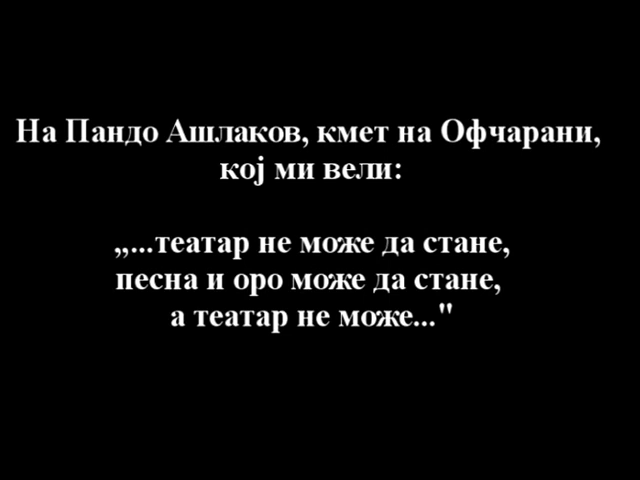 На Пандо Ашлаков, кмет на Офчарани,
кој ми вели:
„...театар не може да стане,
песна и оро може да стане,
а театар не може..."